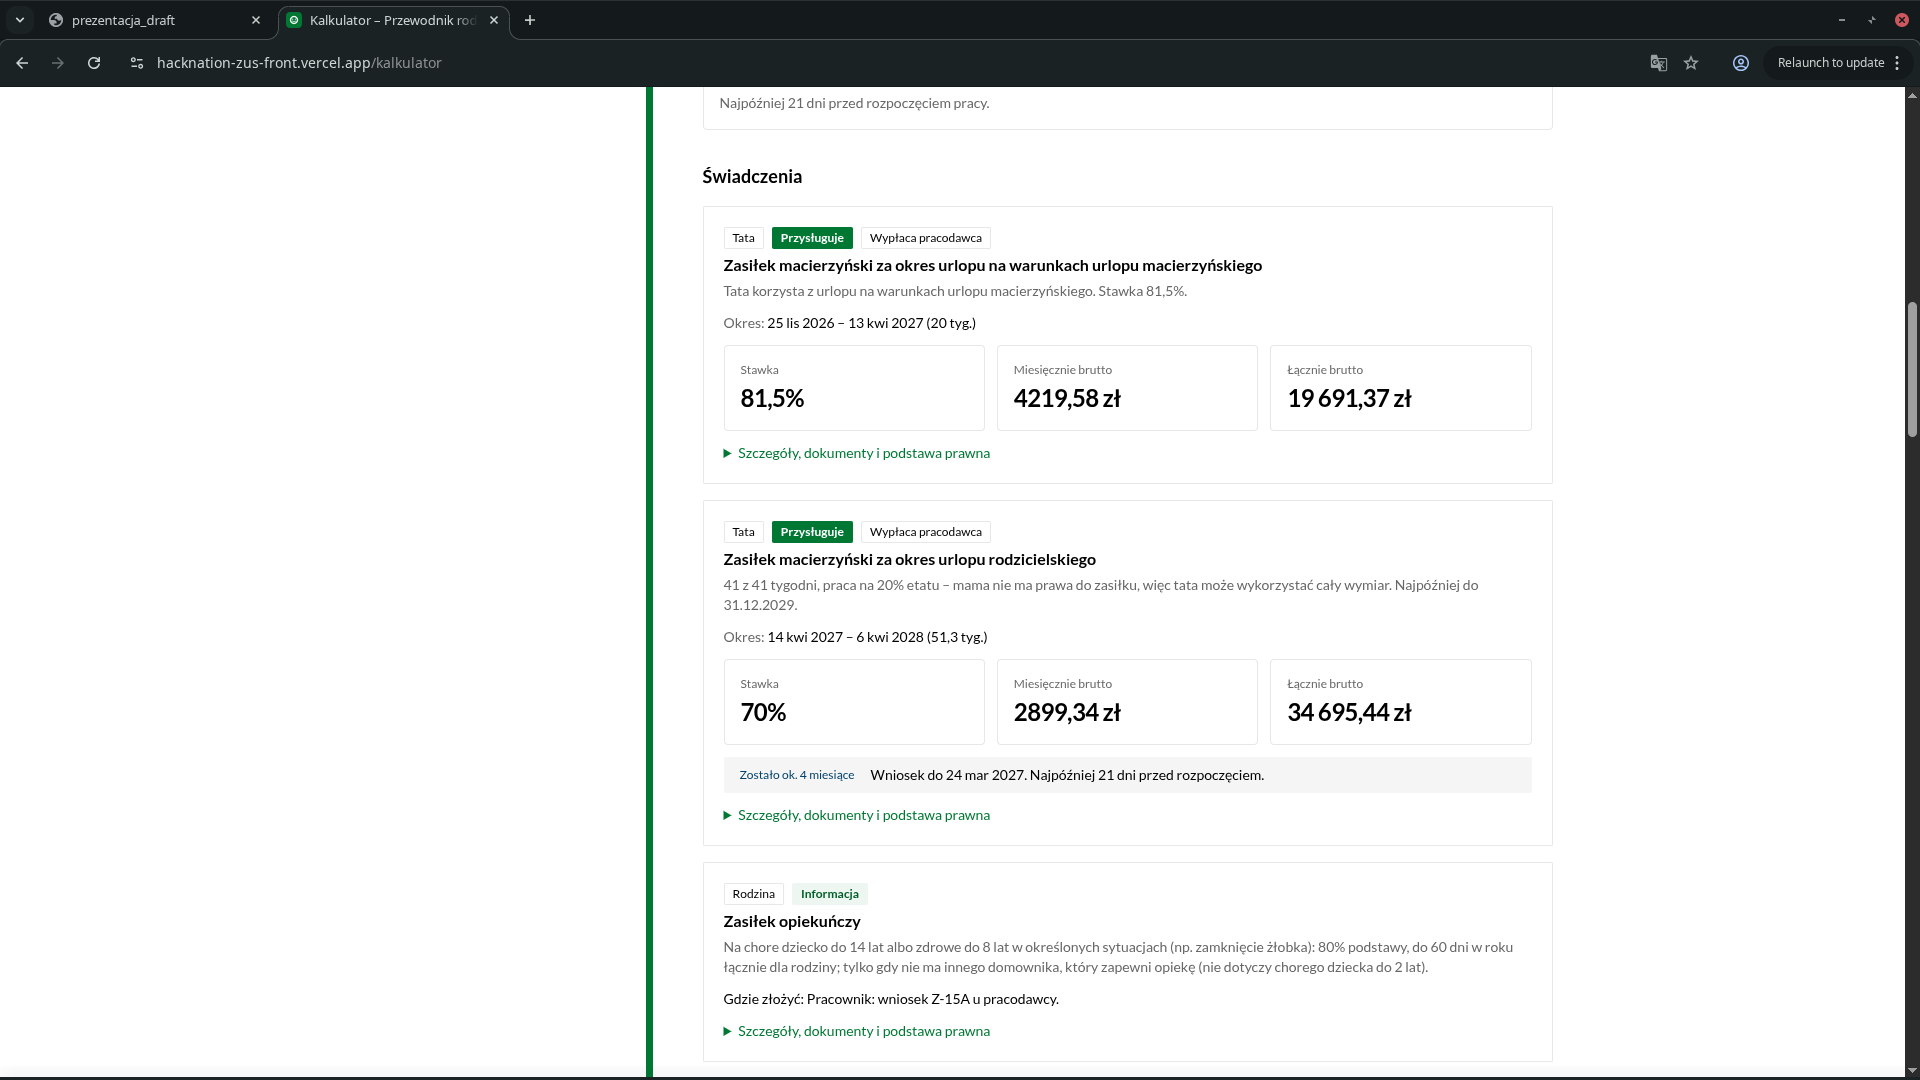 prezentacja_draft
Kalkulator – Przewodnik rod
hacknation-zus-front.vercel.app/kalkulator
Relaunch to update
Najpóźniej 21 dni przed rozpoczęciem pracy.
Świadczenia
Tata Przysługuje Wypłaca pracodawca
Zasiłek macierzyński za okres urlopu na warunkach urlopu macierzyńskiego
Tata korzysta z urlopu na warunkach urlopu macierzyńskiego. Stawka 81,5%.
Okres: 25 lis 2026 – 13 kwi 2027 (20 tyg.)
Stawka Miesięcznie brutto Łącznie brutto
81,5% 4219,58 zł 19 691,37 zł
Szczegóły, dokumenty i podstawa prawna
Tata Przysługuje Wypłaca pracodawca
Zasiłek macierzyński za okres urlopu rodzicielskiego
41 z 41 tygodni, praca na 20% etatu – mama nie ma prawa do zasiłku, więc tata może wykorzystać cały wymiar. Najpóźniej do
31.12.2029.
Okres: 14 kwi 2027 – 6 kwi 2028 (51,3 tyg.)
Stawka Miesięcznie brutto Łącznie brutto
70% 2899,34 zł 34 695,44 zł
Zostało ok. 4 miesiące Wniosek do 24 mar 2027. Najpóźniej 21 dni przed rozpoczęciem.
Szczegóły, dokumenty i podstawa prawna
Rodzina Informacja
Zasiłek opiekuńczy
Na chore dziecko do 14 lat albo zdrowe do 8 lat w określonych sytuacjach (np. zamknięcie żłobka): 80% podstawy, do 60 dni w roku
łącznie dla rodziny; tylko gdy nie ma innego domownika, który zapewni opiekę (nie dotyczy chorego dziecka do 2 lat).
Gdzie złożyć: Pracownik: wniosek Z-15A u pracodawcy.
Szczegóły, dokumenty i podstawa prawna